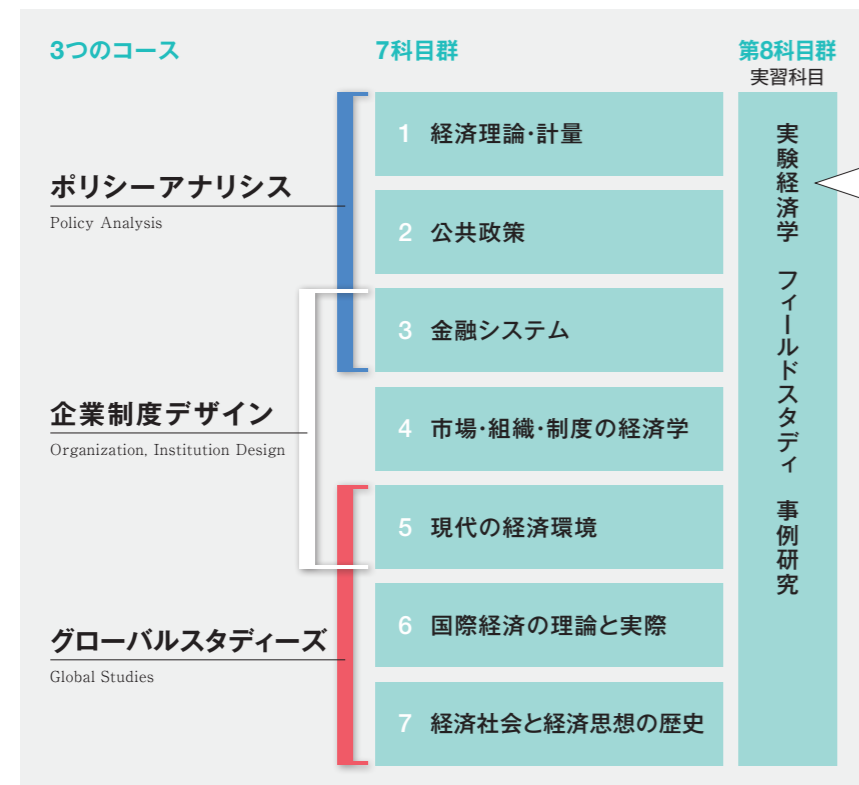 3つのコース
7科目群
第8科目群
実習科目
ポリシーアナリシス
Policy Analysis
企業制度デザイン
Organization, Institution Design
グローバルスタディーズ
Global Studies
1 経済理論・計量
2 公共政策
3 金融システム
4 市場・組織・制度の経済学
5 現代の経済環境
6 国際経済の理論と実際
7 経済社会と経済思想の歴史
実験経済学 フィールドスタディ 事例研究